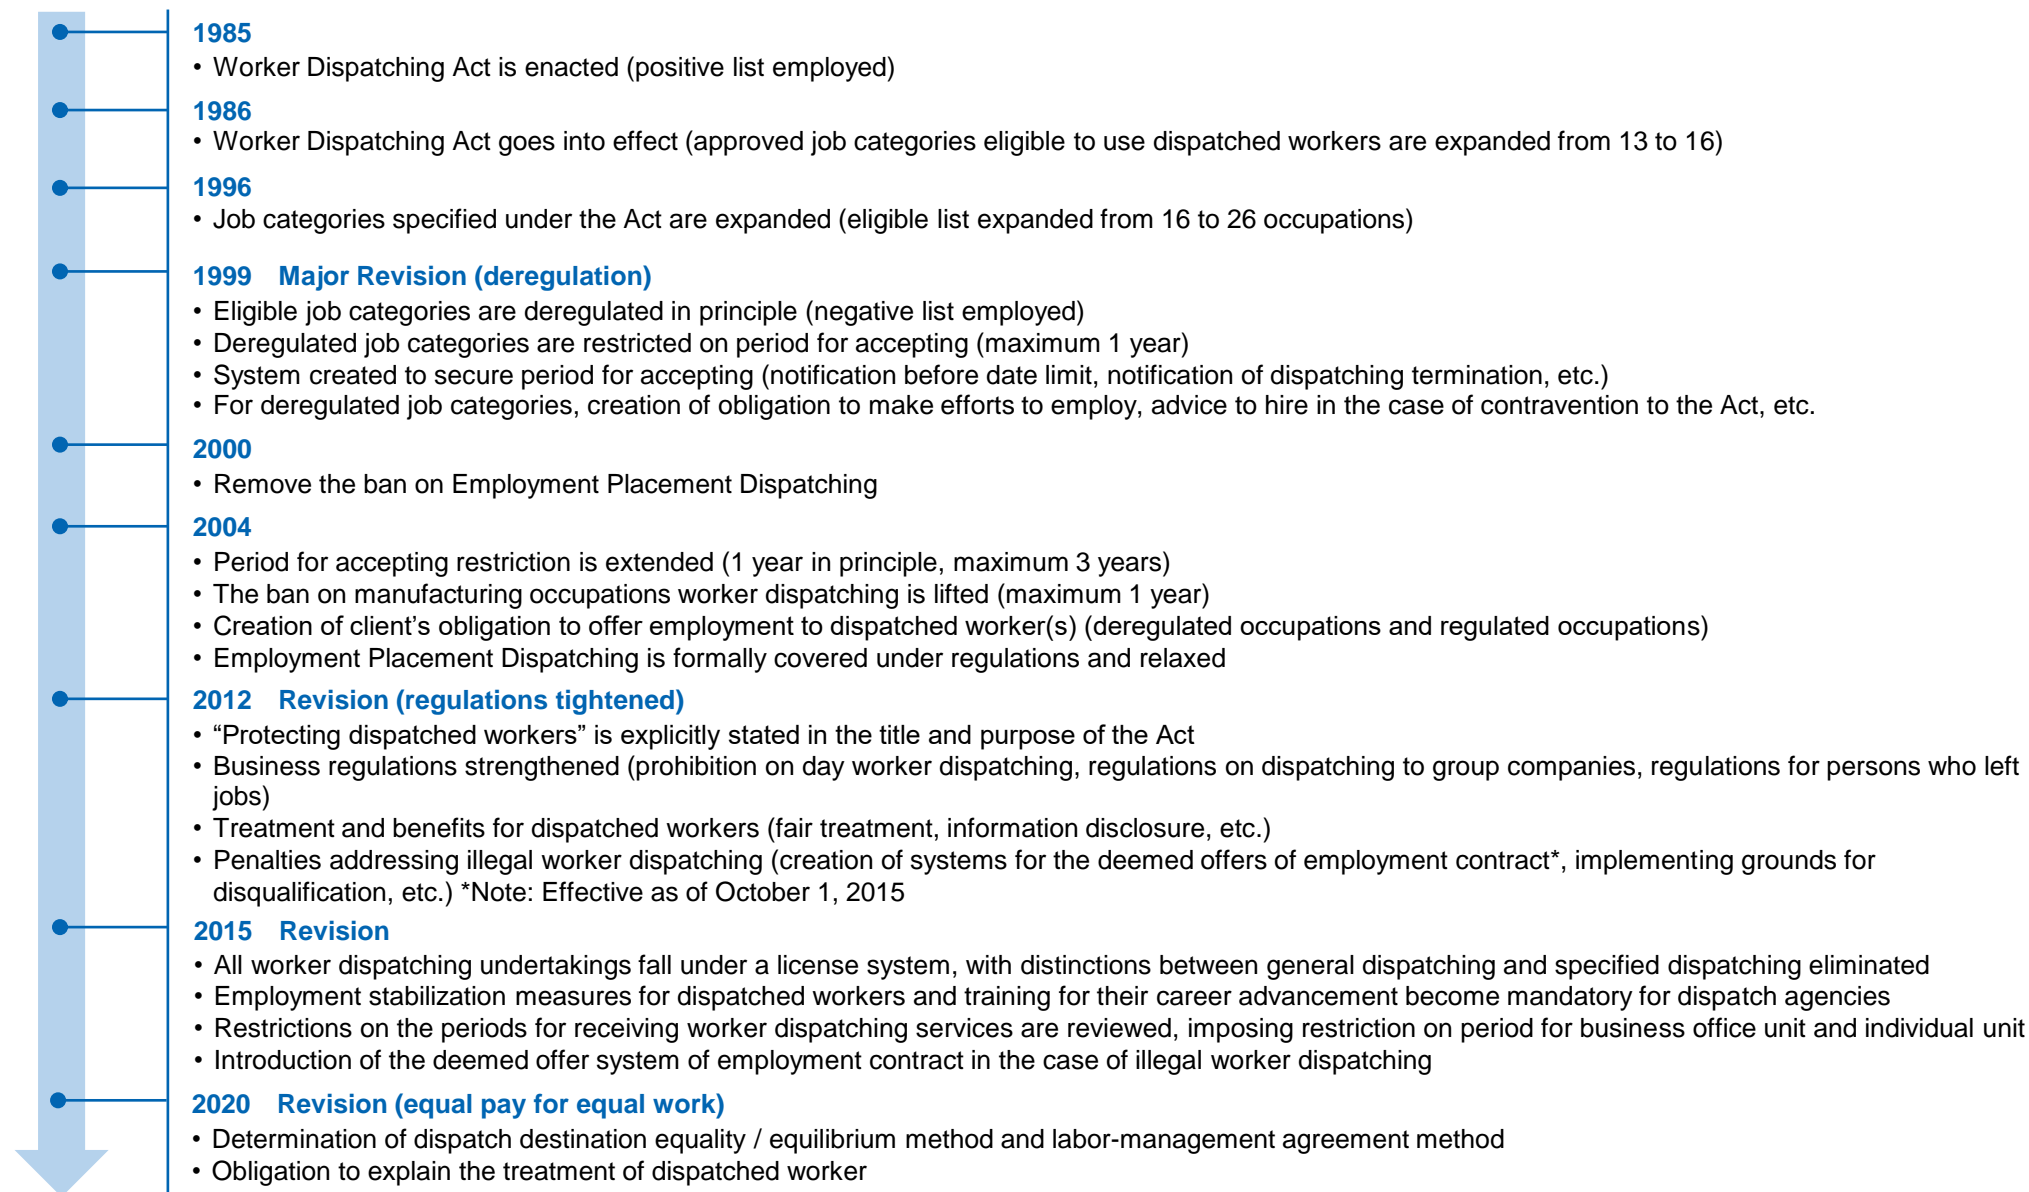 1985
• Worker Dispatching Act is enacted (positive list employed)
1986
• Worker Dispatching Act goes into effect (approved job categories eligible to use dispatched workers are expanded from 13 to 16)
1996
• Job categories specified under the Act are expanded (eligible list expanded from 16 to 26 occupations)
1999 Major Revision (deregulation)
• Eligible job categories are deregulated in principle (negative list employed)
• Deregulated job categories are restricted on period for accepting (maximum 1 year)
• System created to secure period for accepting (notification before date limit, notification of dispatching termination, etc.)
• For deregulated job categories, creation of obligation to make efforts to employ, advice to hire in the case of contravention to the Act, etc.
2000
• Remove the ban on Employment Placement Dispatching
2004
• Period for accepting restriction is extended (1 year in principle, maximum 3 years)
• The ban on manufacturing occupations worker dispatching is lifted (maximum 1 year)
• Creation of client’s obligation to offer employment to dispatched worker(s) (deregulated occupations and regulated occupations)
• Employment Placement Dispatching is formally covered under regulations and relaxed
2012 Revision (regulations tightened)
• “Protecting dispatched workers” is explicitly stated in the title and purpose of the Act
• Business regulations strengthened (prohibition on day worker dispatching, regulations on dispatching to group companies, regulations for persons who left
jobs)
• Treatment and benefits for dispatched workers (fair treatment, information disclosure, etc.)
• Penalties addressing illegal worker dispatching (creation of systems for the deemed offers of employment contract*, implementing grounds for
disqualification, etc.) *Note: Effective as of October 1, 2015
2015 Revision
• All worker dispatching undertakings fall under a license system, with distinctions between general dispatching and specified dispatching eliminated
• Employment stabilization measures for dispatched workers and training for their career advancement become mandatory for dispatch agencies
• Restrictions on the periods for receiving worker dispatching services are reviewed, imposing restriction on period for business office unit and individual unit
• Introduction of the deemed offer system of employment contract in the case of illegal worker dispatching
2020 Revision (equal pay for equal work)
• Determination of dispatch destination equality / equilibrium method and labor-management agreement method
• Obligation to explain the treatment of dispatched worker